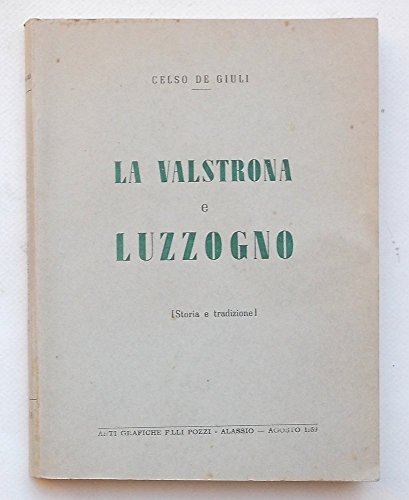 CELSO DE GIULI
LA VALSTRONA
e
LUZZOGNO
[Storia e tradizione]
ARTI GRAFICHE F.LLI POZZI - ALASSIO — AGOSTO